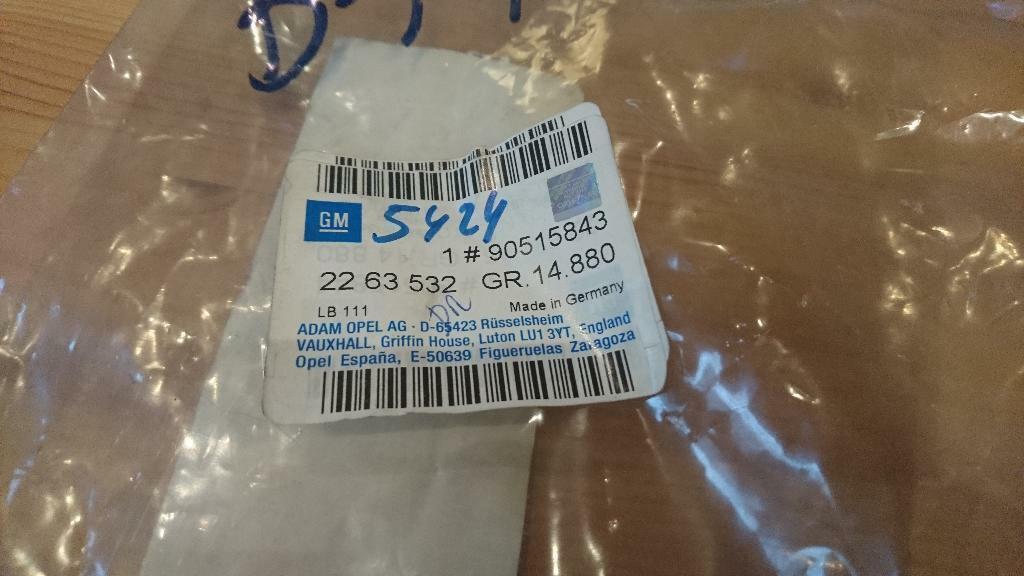 GM 5424
1 # 90515843
22 63 532 GR. 14.880
LB 111 Made in Germany
ADAM OPEL AG · D-65423 Rüsselsheim
VAUXHALL, Griffin House, Luton LU1 3YT, England
Opel España, E-50639 Figueruelas Zaragoza